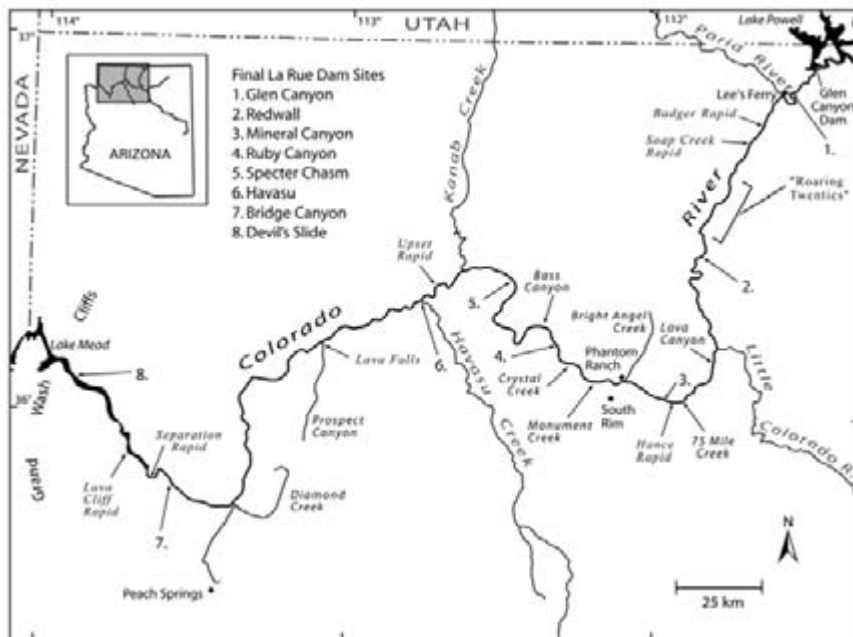 114°
113°
UTAH
112°
Lake Powell
37°
NEVADA
ARIZONA
Final La Rue Dam Sites
1. Glen Canyon
2. Redwall
3. Mineral Canyon
4. Ruby Canyon
5. Specter Chasm
6. Havasu
7. Bridge Canyon
8. Devil's Slide
Kanab Creek
Paria River
Lee's Ferry
Glen
Canyon
Dam
Badger Rapid
Soap Creek
Rapid
1.
River
"Roaring
Twenties"
Upset
Rapid
2.
5.
Bass
Canyon
Bright Angel
Creek
Lava
Canyon
Cliffs
Colorado
Lake Mead
Lava Falls
6.
4.
Phantom
Ranch
Little
Colorado R.
8.
36°
Wash
Grand
Crystal
Creek
3.
South
Rim
Havasu
Creek
Prospect
Canyon
Monument
Creek
Hance
Rapid
75 Mile
Creek
Separation
Rapid
Lava
Cliff
Rapid
Diamond
Creek
7.
N
Peach Springs
25 km